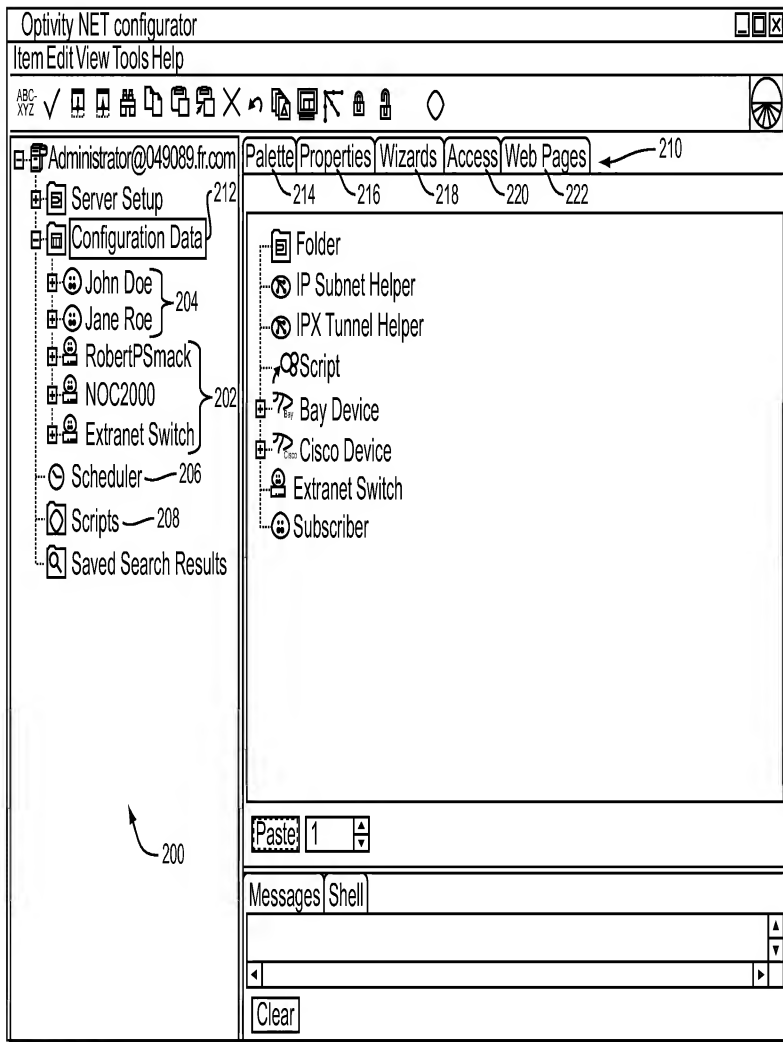 Optivity NET configurator
Item Edit View Tools Help
ABC-
XYZ
Administrator@049089.fr.com
Server Setup
212
Configuration Data
John Doe
204
Jane Roe
RobertPSmack
NOC2000
202
Extranet Switch
Scheduler
206
Scripts
208
Saved Search Results
200
Palette Properties Wizards Access Web Pages
210
214 216 218 220 222
Folder
IP Subnet Helper
IPX Tunnel Helper
Script
Bay
Bay Device
Cisco
Cisco Device
Extranet Switch
Subscriber
Paste 1
Messages Shell
Clear